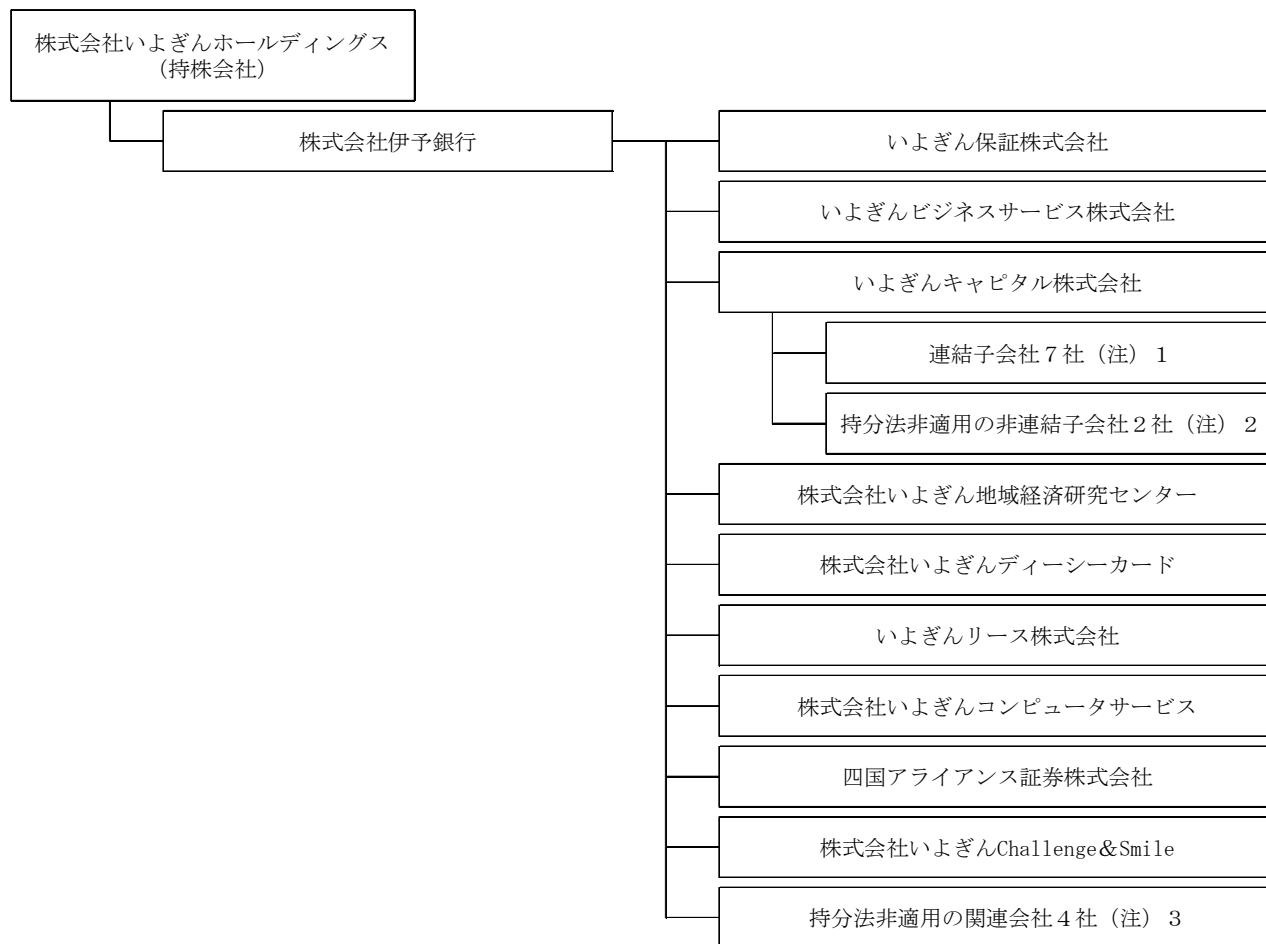 株式会社いよぎんホールディングス
（持株会社）
株式会社伊予銀行
いよぎん保証株式会社
いよぎんビジネスサービス株式会社
いよぎんキャピタル株式会社
連結子会社７社（注）１
持分法非適用の非連結子会社２社（注）２
株式会社いよぎん地域経済研究センター
株式会社いよぎんディーシーカード
いよぎんリース株式会社
株式会社いよぎんコンピュータサービス
四国アライアンス証券株式会社
株式会社いよぎんChallenge＆Smile
持分法非適用の関連会社４社（注）３